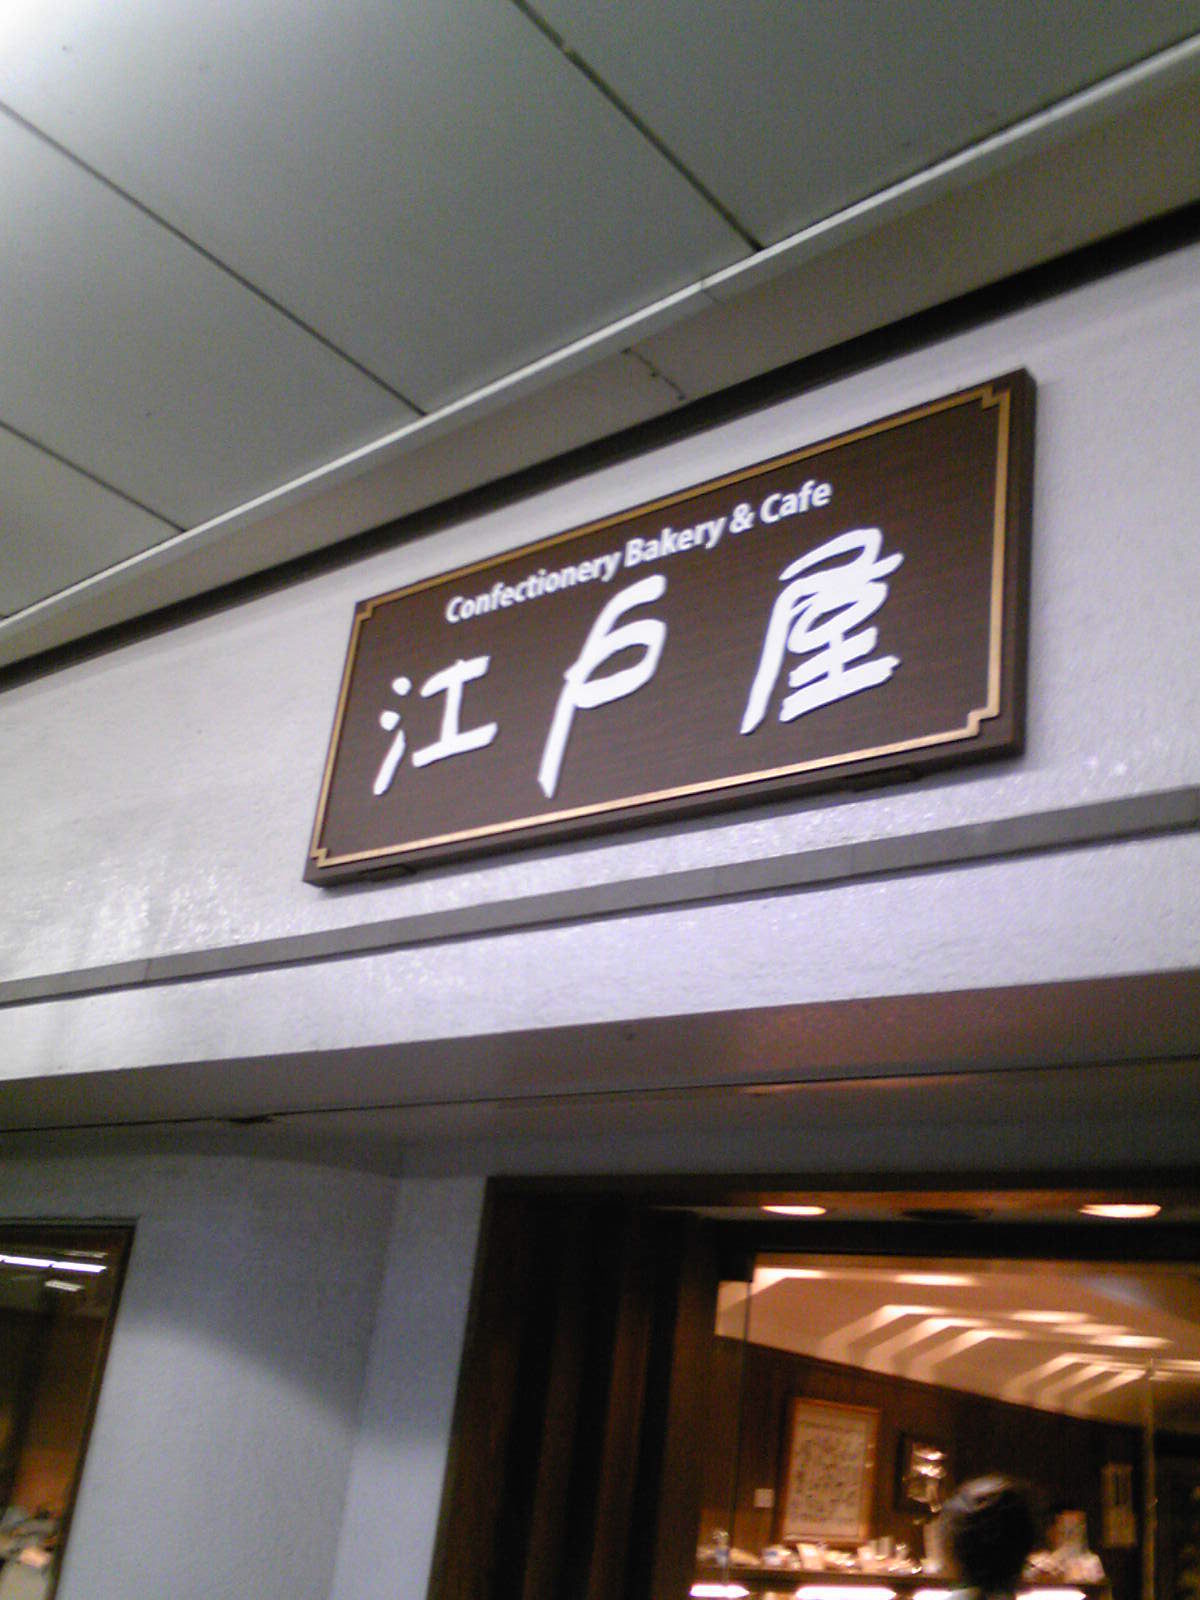 Confectionery Bakery & Cafe
江戸屋